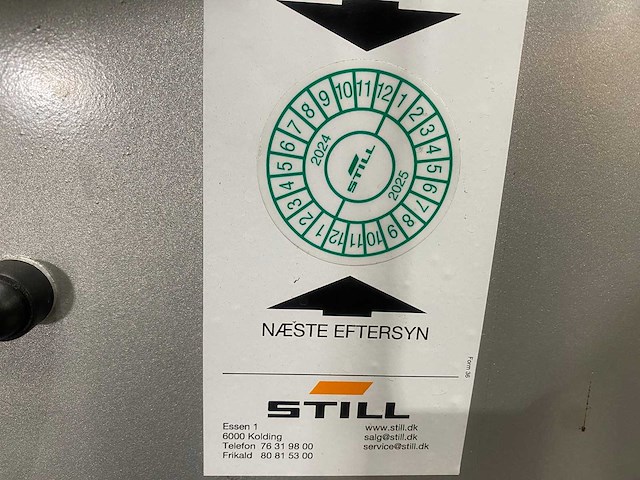 1 2 3 4 5 6 7 8 9 10 11 12
1 2 3 4 5 6 7 8 9 10 11 12
2024
STILL
2025
NÆSTE EFTERSYN
Form 36
STILL
Essen 1 www.still.dk
6000 Kolding salg@still.dk
Telefon 76 31 98 00 service@still.dk
Frikald 80 81 53 00